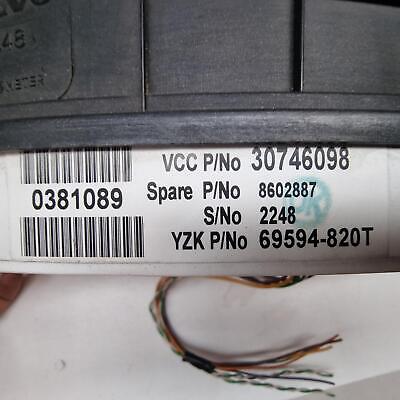 VCC P/No 30746098
0381089
Spare P/No 8602887
S/No 2248
YZK P/No 69594-820T